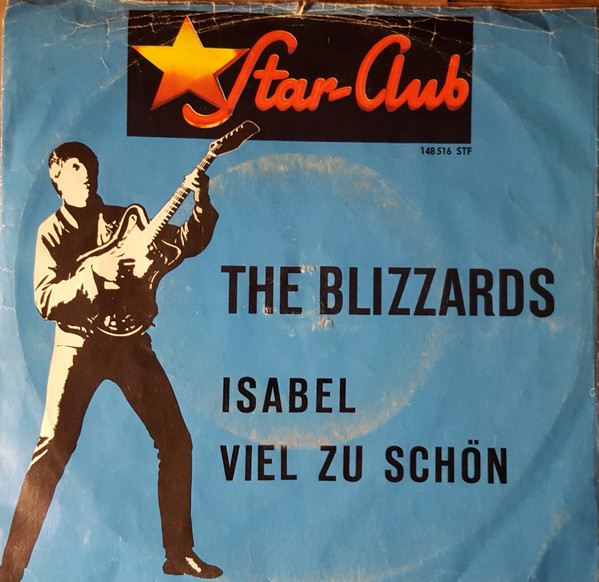 Star-Club
148 516 STF
THE BLIZZARDS
ISABEL
VIEL ZU SCHÖN